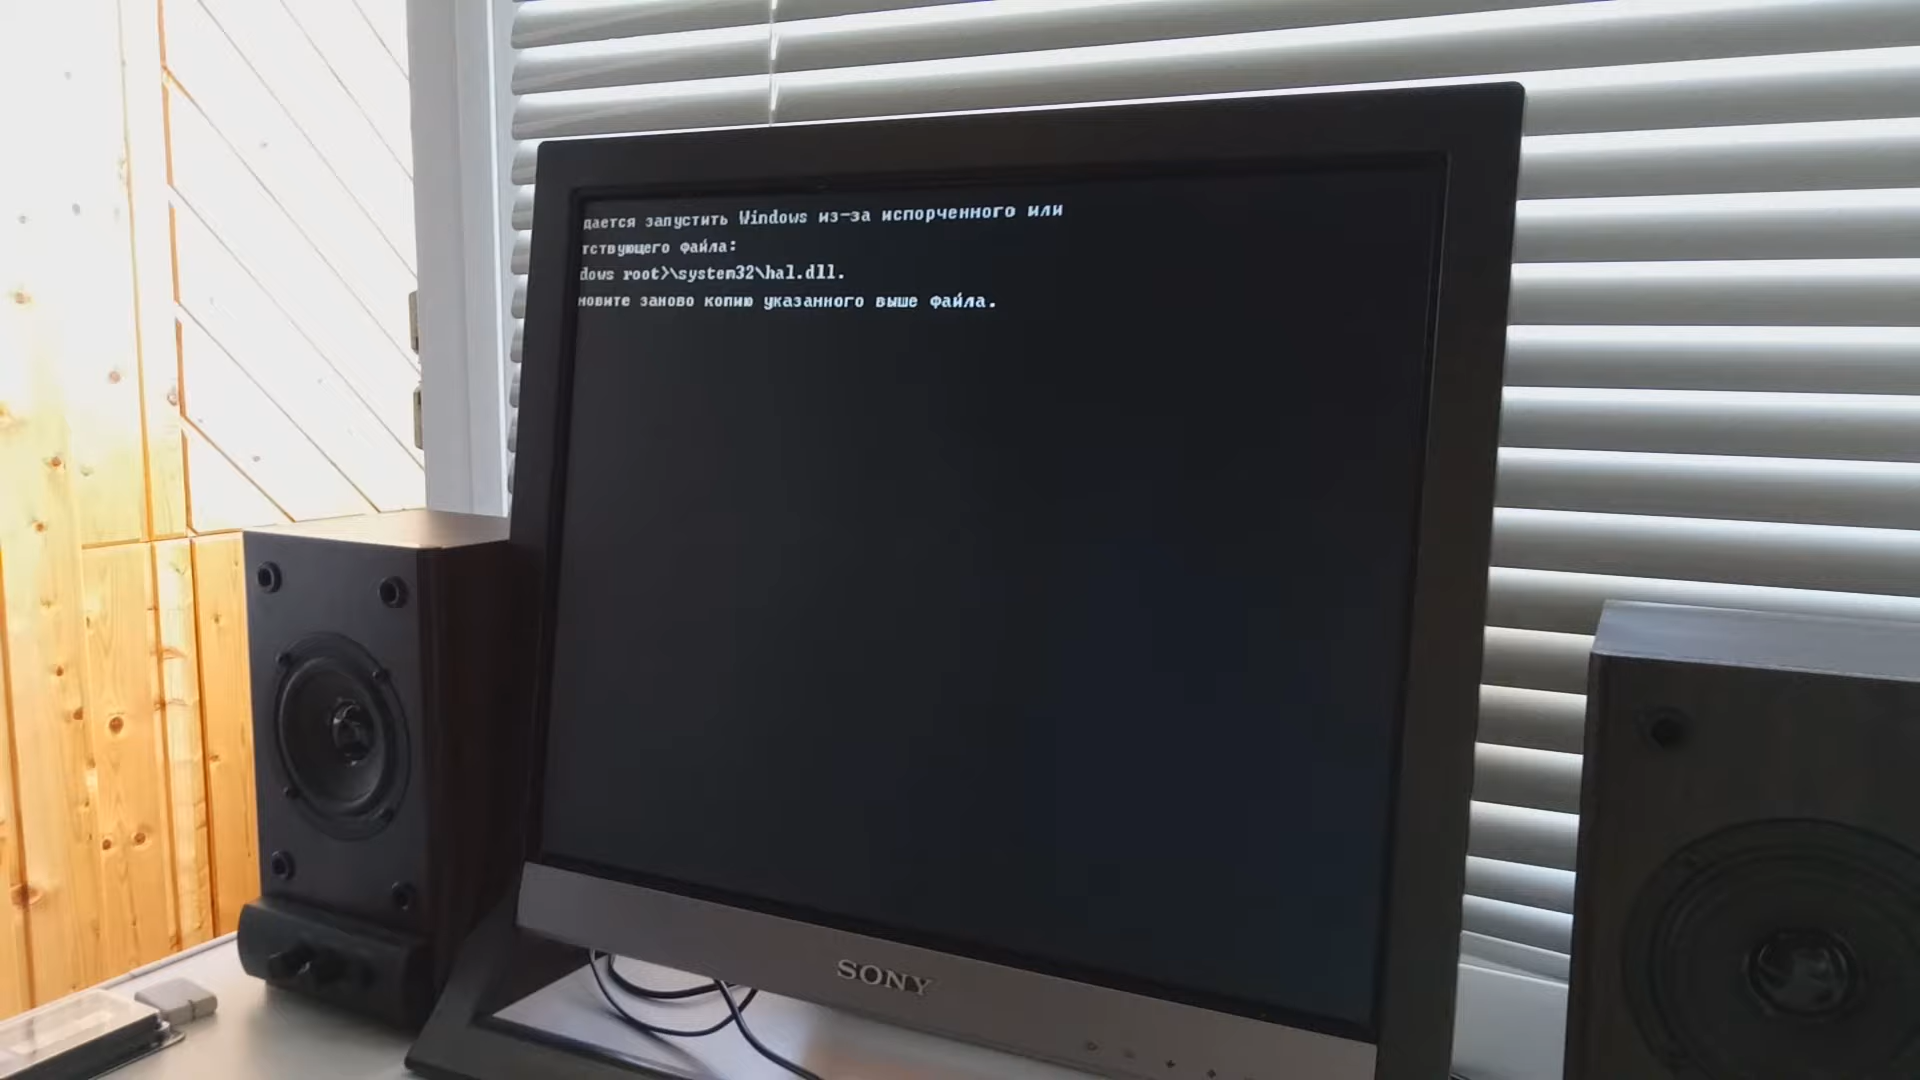 дается запустить Windows из-за испорченного или
тствующего файла:
dows root>\system32\hal.dll.
новите заново копию указанного выше файла.
SONY